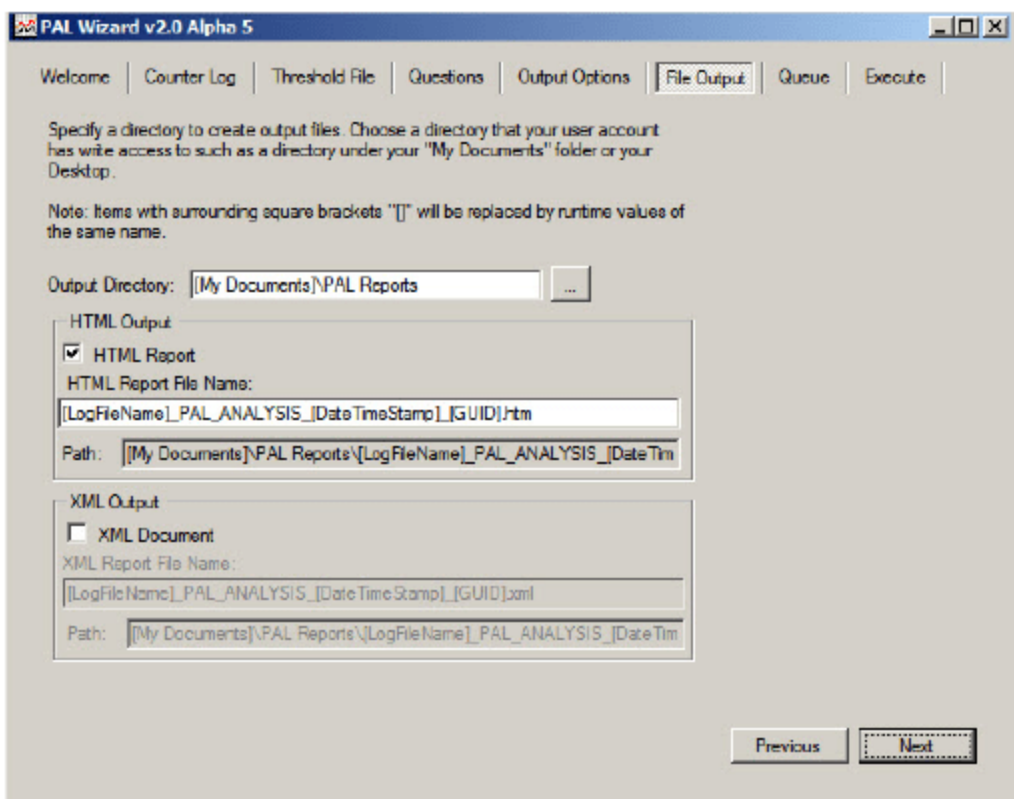 PAL Wizard v2.0 Alpha 5
Welcome Counter Log Threshold File Questions Output Options File Output Queue Execute
Specify a directory to create output files. Choose a directory that your user account
has write access to such as a directory under your "My Documents" folder or your
Desktop.
Note: Items with surrounding square brackets "[]" will be replaced by runtime values of
the same name.
Output Directory: [My Documents]\PAL Reports ...
HTML Output
HTML Report
HTML Report File Name:
[LogFileName]_PAL_ANALYSIS_[DateTimeStamp]_[GUID].htm
Path: [My Documents]\PAL Reports\[LogFileName]_PAL_ANALYSIS_[DateTim
XML Output
XML Document
XML Report File Name:
[LogFileName]_PAL_ANALYSIS_[DateTimeStamp]_[GUID].xml
Path: [My Documents]\PAL Reports\[LogFileName]_PAL_ANALYSIS_[DateTim
Previous Next